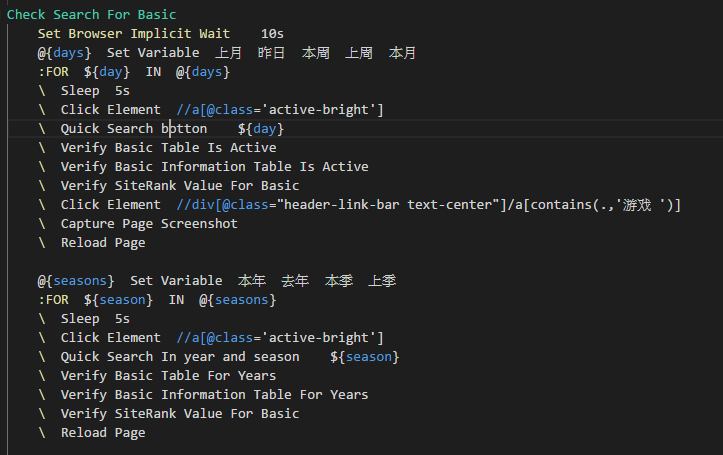 Check Search For Basic
Set Browser Implicit Wait    10s
@{days}  Set Variable  上月  昨日  本周  上周  本月
:FOR  ${day}  IN  @{days}
\  Sleep  5s
\  Click Element  //a[@class='active-bright']
\  Quick Search botton    ${day}
\  Verify Basic Table Is Active
\  Verify Basic Information Table Is Active
\  Verify SiteRank Value For Basic
\  Click Element  //div[@class="header-link-bar text-center"]/a[contains(.,'游戏 ')]
\  Capture Page Screenshot
\  Reload Page
@{seasons}  Set Variable  本年  去年  本季  上季
:FOR  ${season}  IN  @{seasons}
\  Sleep  5s
\  Click Element  //a[@class='active-bright']
\  Quick Search In year and season    ${season}
\  Verify Basic Table For Years
\  Verify Basic Information Table For Years
\  Verify SiteRank Value For Basic
\  Reload Page